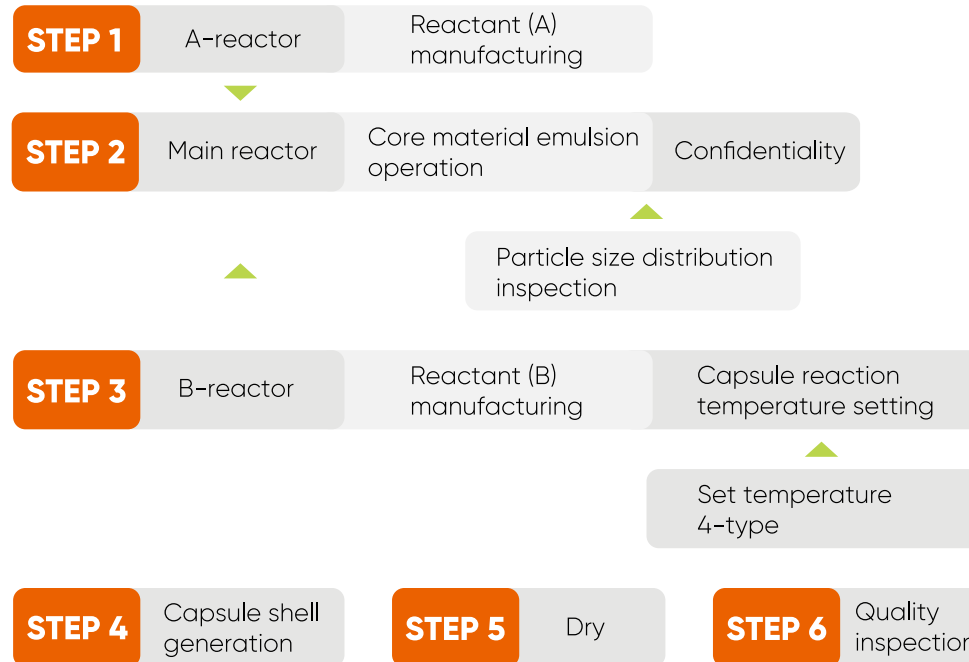 STEP 1
A-reactor
Reactant (A)
manufacturing
STEP 2
Main reactor
Core material emulsion
operation
Confidentiality
Particle size distribution
inspection
STEP 3
B-reactor
Reactant (B)
manufacturing
Capsule reaction
temperature setting
Set temperature
4-type
STEP 4
Capsule shell
generation
STEP 5
Dry
STEP 6
Quality
inspection